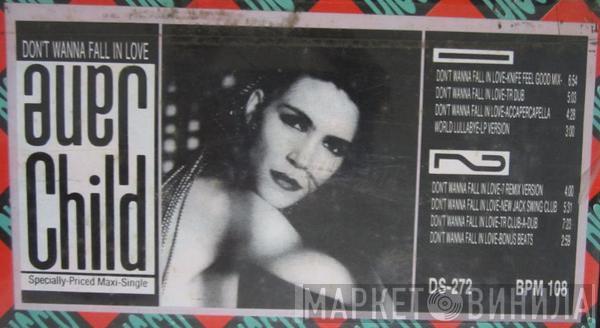 DON'T WANNA FALL IN LOVE
Jane
Child
Specially-Priced Maxi-Single
1
DON'T WANNA FALL IN LOVE-KNIFE FEEL GOOD MIX- 6:54
DON'T WANNA FALL IN LOVE-TR DUB 5:03
DON'T WANNA FALL IN LOVE-ACCAPERCAPELLA 4:28
WORLD LULLABYE-LP VERSION 3:00
2
DON'T WANNA FALL IN LOVE-7 REMIX VERSION 4:00
DON'T WANNA FALL IN LOVE-NEW JACK SWING CLUB 5:31
DON'T WANNA FALL IN LOVE-TR CLUB-A-DUB 7:20
DON'T WANNA FALL IN LOVE-BONUS BEATS 2:59
DS-272 BPM 108
МАРКЕТ ВИНИЛА